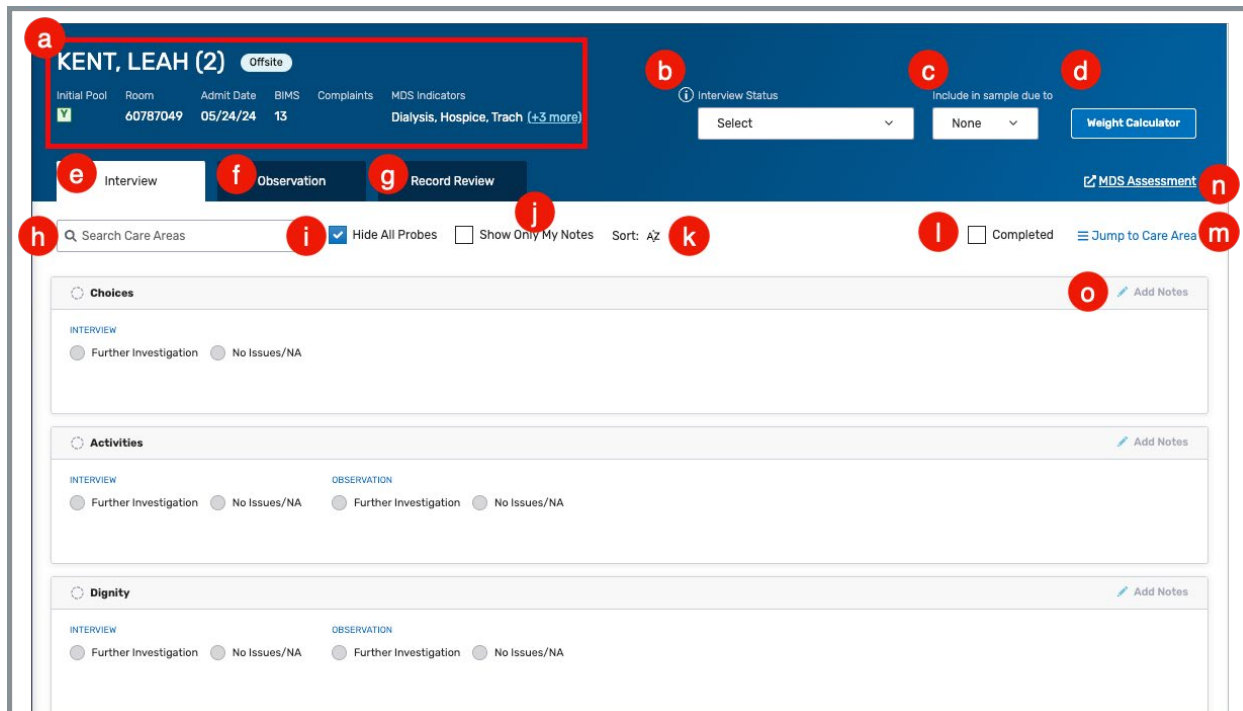 a
KENT, LEAH (2) Offsite
b c d
Initial Pool Room Admit Date BIMS Complaints MDS Indicators Interview Status Include in sample due to
Y 60787049 05/24/24 13 Dialysis, Hospice, Trach (+3 more) Select None Weight Calculator
e Interview f Observation g Record Review MDS Assessment n
j
h Search Care Areas i Hide All Probes Show Only My Notes Sort: AZ k l Completed Jump to Care Area m
Choices o Add Notes
INTERVIEW
Further Investigation No Issues/NA
Activities Add Notes
INTERVIEW OBSERVATION
Further Investigation No Issues/NA Further Investigation No Issues/NA
Dignity Add Notes
INTERVIEW OBSERVATION
Further Investigation No Issues/NA Further Investigation No Issues/NA